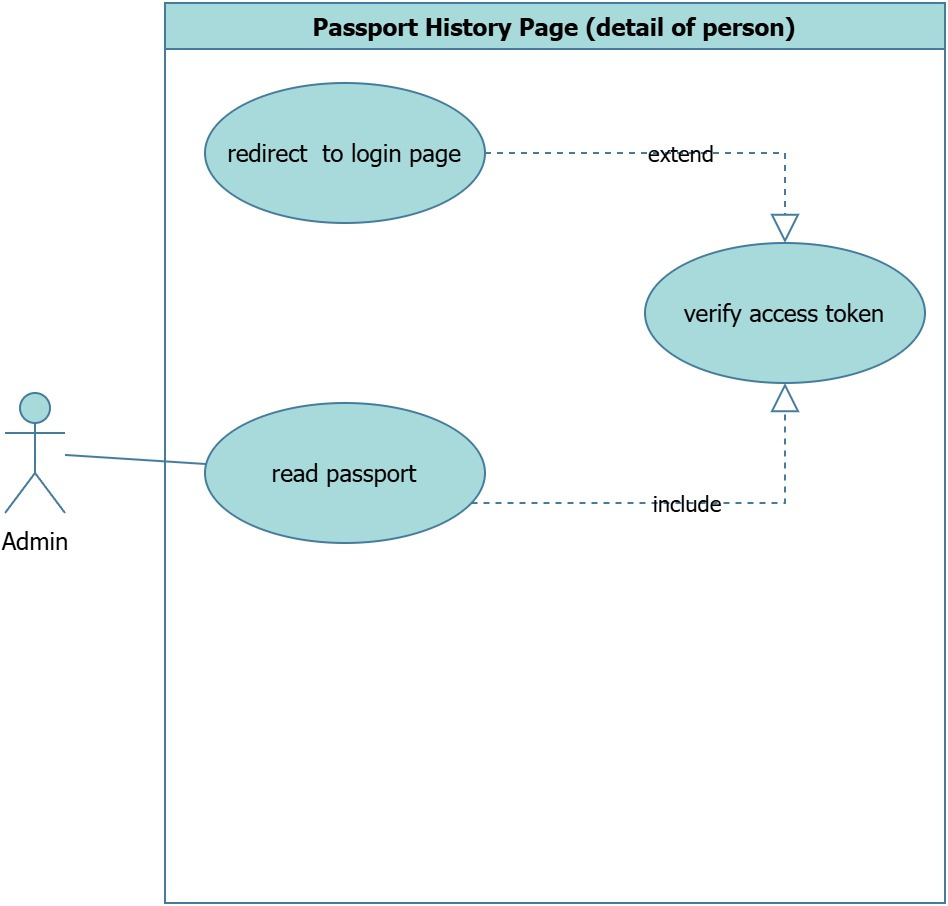 Passport History Page (detail of person)
redirect  to login page
extend
verify access token
read passport
include
Admin